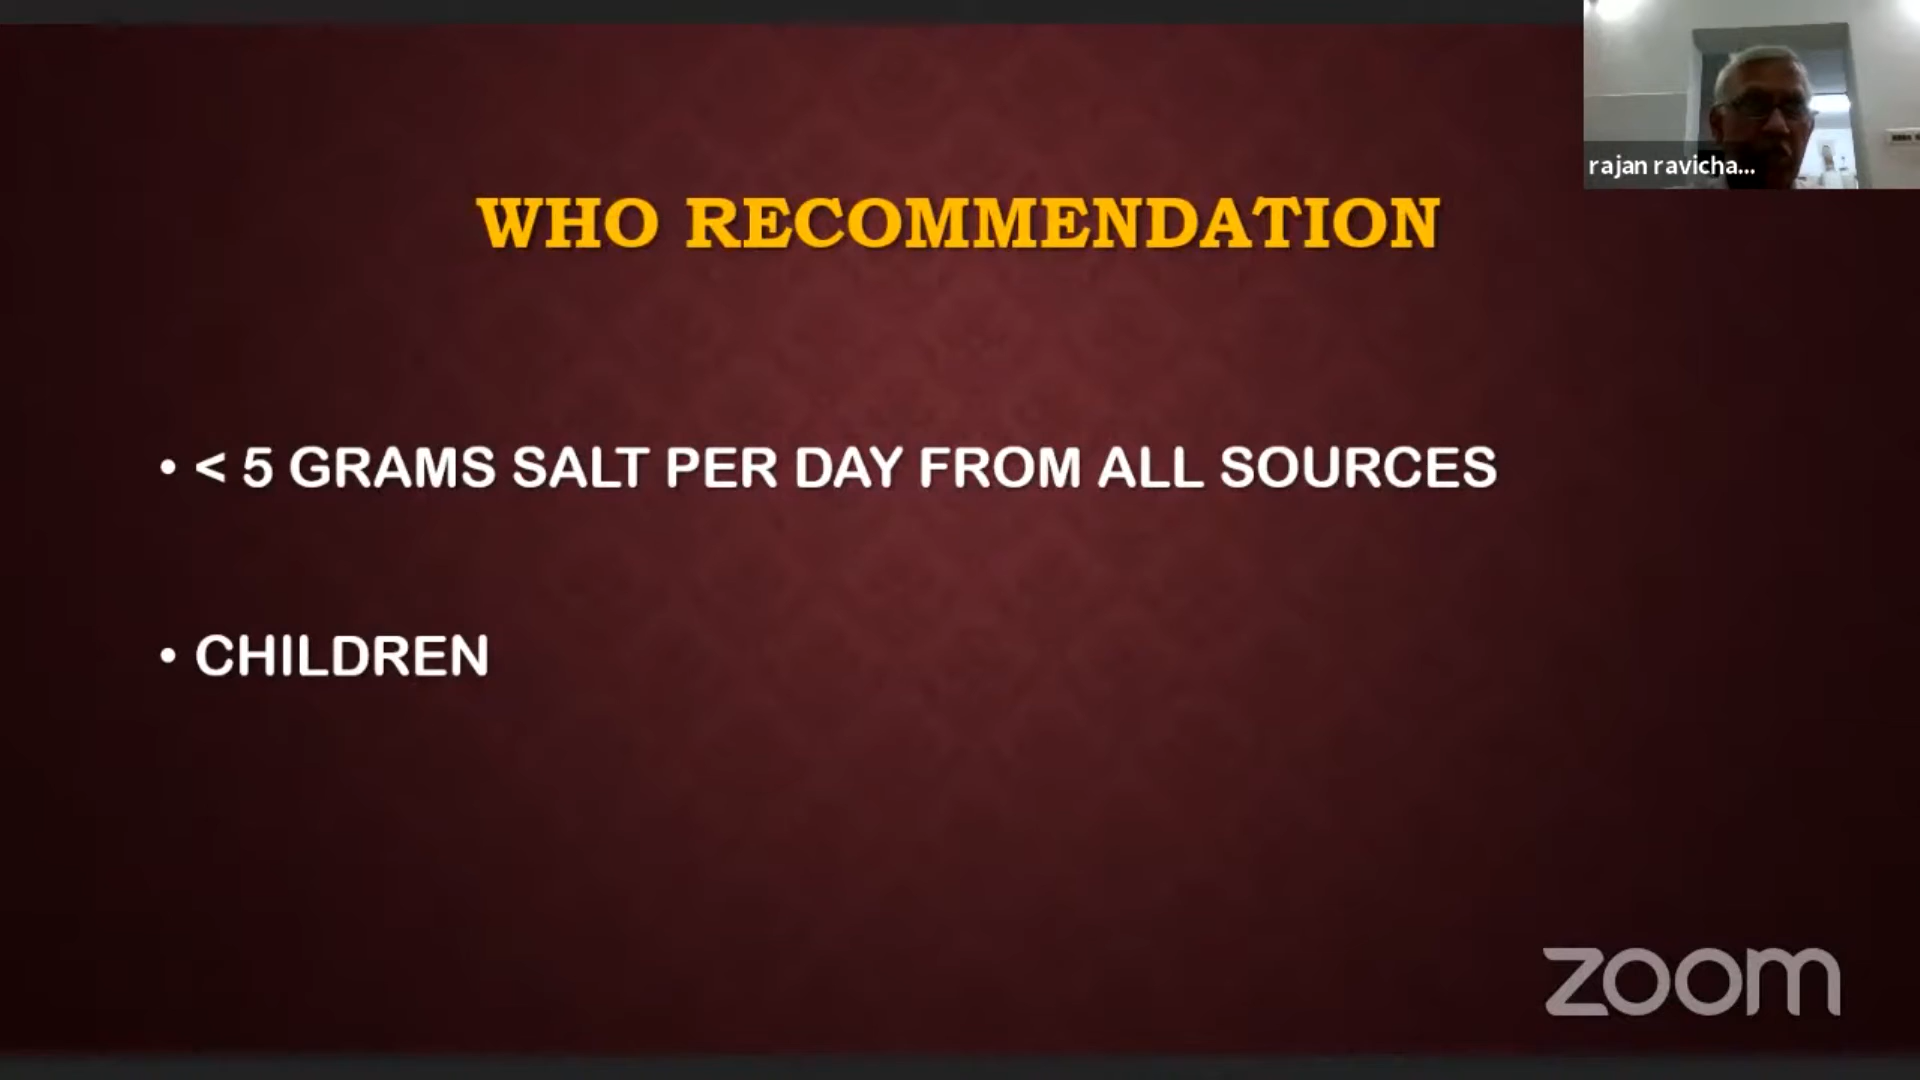 rajan ravicha...
WHO RECOMMENDATION
• < 5 GRAMS SALT PER DAY FROM ALL SOURCES
• CHILDREN
zoom